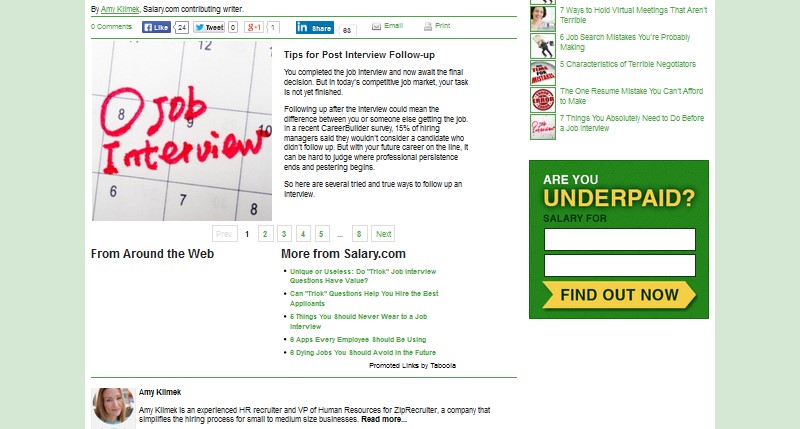 By Amy Klimek, Salary.com contributing writer.
0 Comments Like 24 Tweet 0 +1 1 in Share 83 Email Print
12
8 Job
9 10
Interview
6 7 8
Tips for Post Interview Follow-up
You completed the job interview and now await the final
decision. But in today's competitive job market, your task
is not yet finished.
Following up after the interview could mean the
difference between you or someone else getting the job.
In a recent CareerBuilder survey, 15% of hiring
managers said they wouldn't consider a candidate who
didn't follow up. But with your future career on the line, it
can be hard to judge where professional persistence
ends and pestering begins.
So here are several tried and true ways to follow up an
interview.
Prev 1 2 3 4 5 ... 8 Next
From Around the Web
More from Salary.com
Unique or Useless: Do "Trick" Job Interview
Questions Have Value?
Can "Trick" Questions Help You Hire the Best
Applicants
5 Things You Should Never Wear to a Job
Interview
6 Apps Every Employee Should Be Using
6 Dying Jobs You Should Avoid in the Future
Promoted Links by Taboola
Amy Klimek
Amy Klimek is an experienced HR recruiter and VP of Human Resources for ZipRecruiter, a company that
simplifies the hiring process for small to medium size businesses. Read more...
7 Ways to Hold Virtual Meetings That Aren't
Terrible
6 Job Search Mistakes You're Probably
Making
5 Characteristics of Terrible Negotiators
The One Resume Mistake You Can't Afford
to Make
7 Things You Absolutely Need to Do Before
a Job Interview
ARE YOU
UNDERPAID?
SALARY FOR
FIND OUT NOW